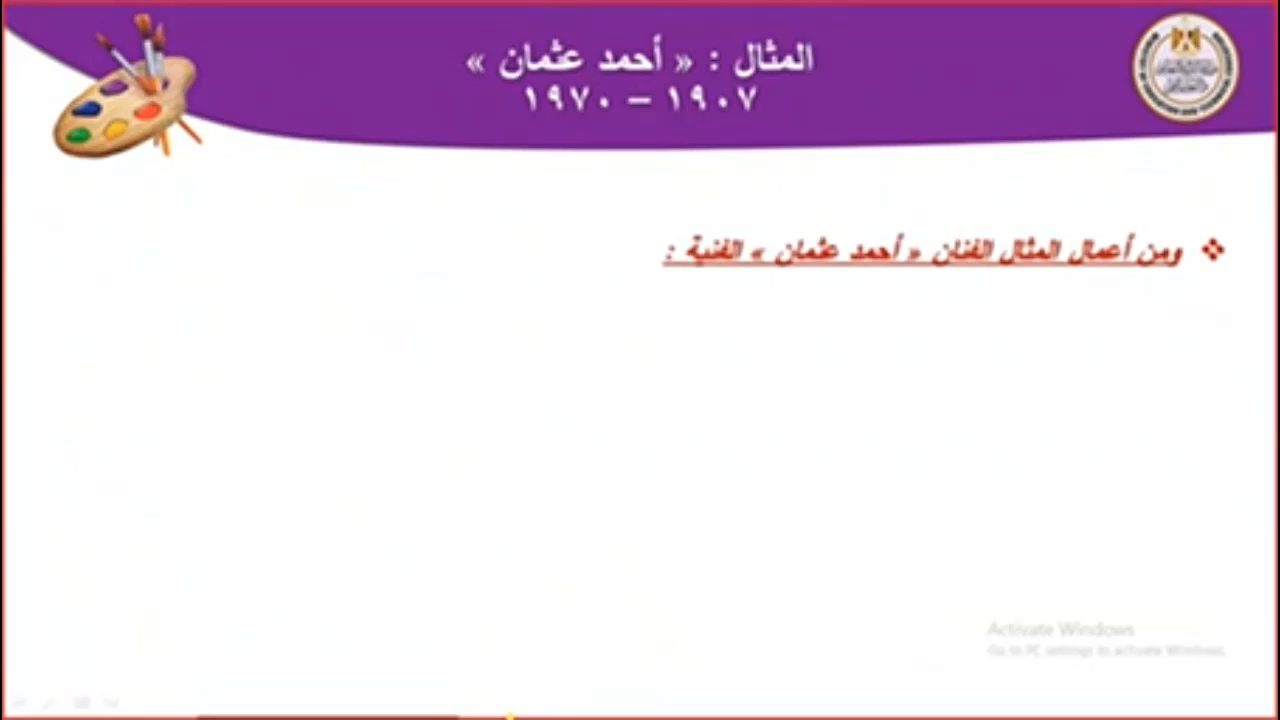 المثال : « أحمد عثمان »
١٩٠٧ – ١٩٧٠
❖ ومن أعمال المثال الفنان « أحمد عثمان » الفنية :
Activate Windows
Go to PC settings to activate Windows.